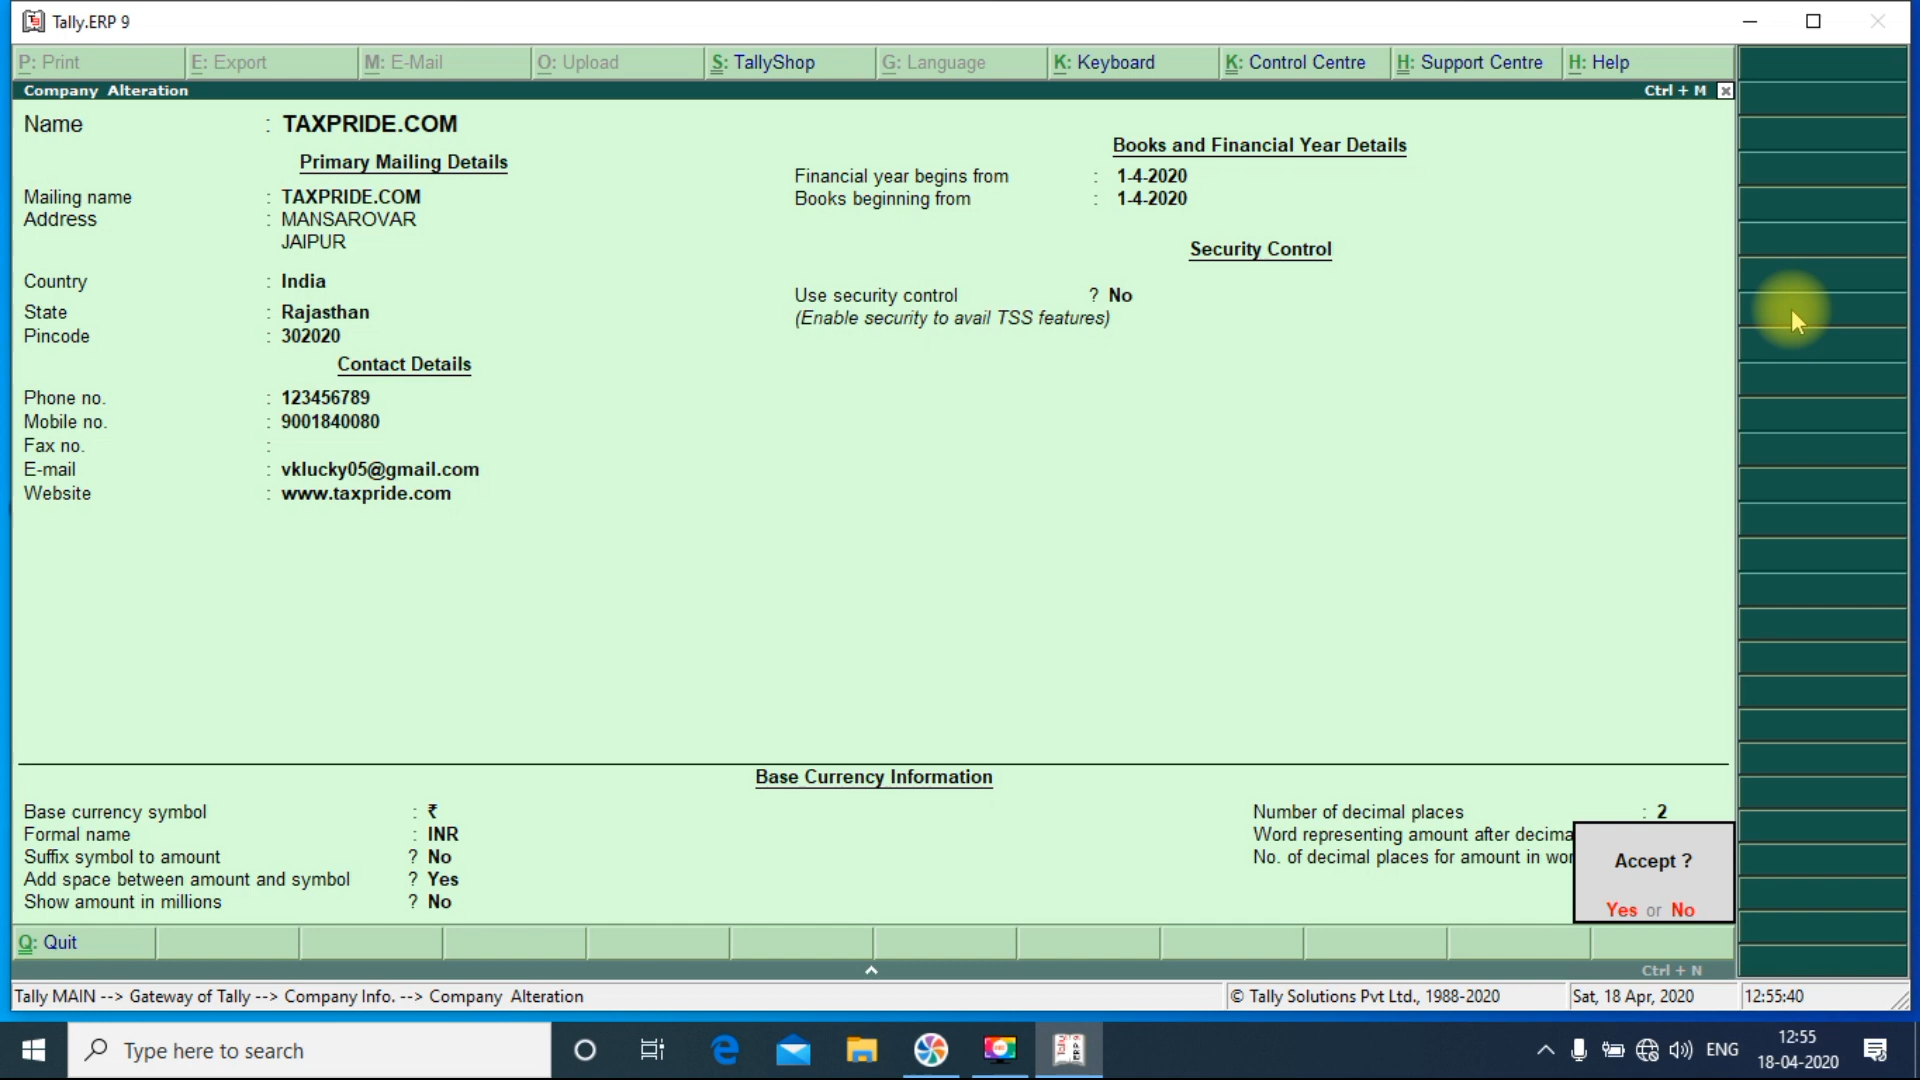 Tally.ERP 9
P: Print E: Export M: E-Mail O: Upload S: TallyShop G: Language K: Keyboard K: Control Centre H: Support Centre H: Help
Company Alteration Ctrl + M
Name : TAXPRIDE.COM
Primary Mailing Details
Mailing name : TAXPRIDE.COM
Address : MANSAROVAR
JAIPUR
Country : India
State : Rajasthan
Pincode : 302020
Contact Details
Phone no. : 123456789
Mobile no. : 9001840080
Fax no. :
E-mail : vklucky05@gmail.com
Website : www.taxpride.com
Books and Financial Year Details
Financial year begins from : 1-4-2020
Books beginning from : 1-4-2020
Security Control
Use security control ? No
(Enable security to avail TSS features)
Base Currency Information
Base currency symbol : ₹
Formal name : INR
Suffix symbol to amount ? No
Add space between amount and symbol ? Yes
Show amount in millions ? No
Number of decimal places : 2
Word representing amount after decima
No. of decimal places for amount in wor
Accept ?
Yes or No
Q: Quit
Ctrl + N
Tally MAIN --> Gateway of Tally --> Company Info. --> Company Alteration © Tally Solutions Pvt Ltd., 1988-2020 Sat, 18 Apr, 2020 12:55:40
Type here to search ENG 12:55
18-04-2020